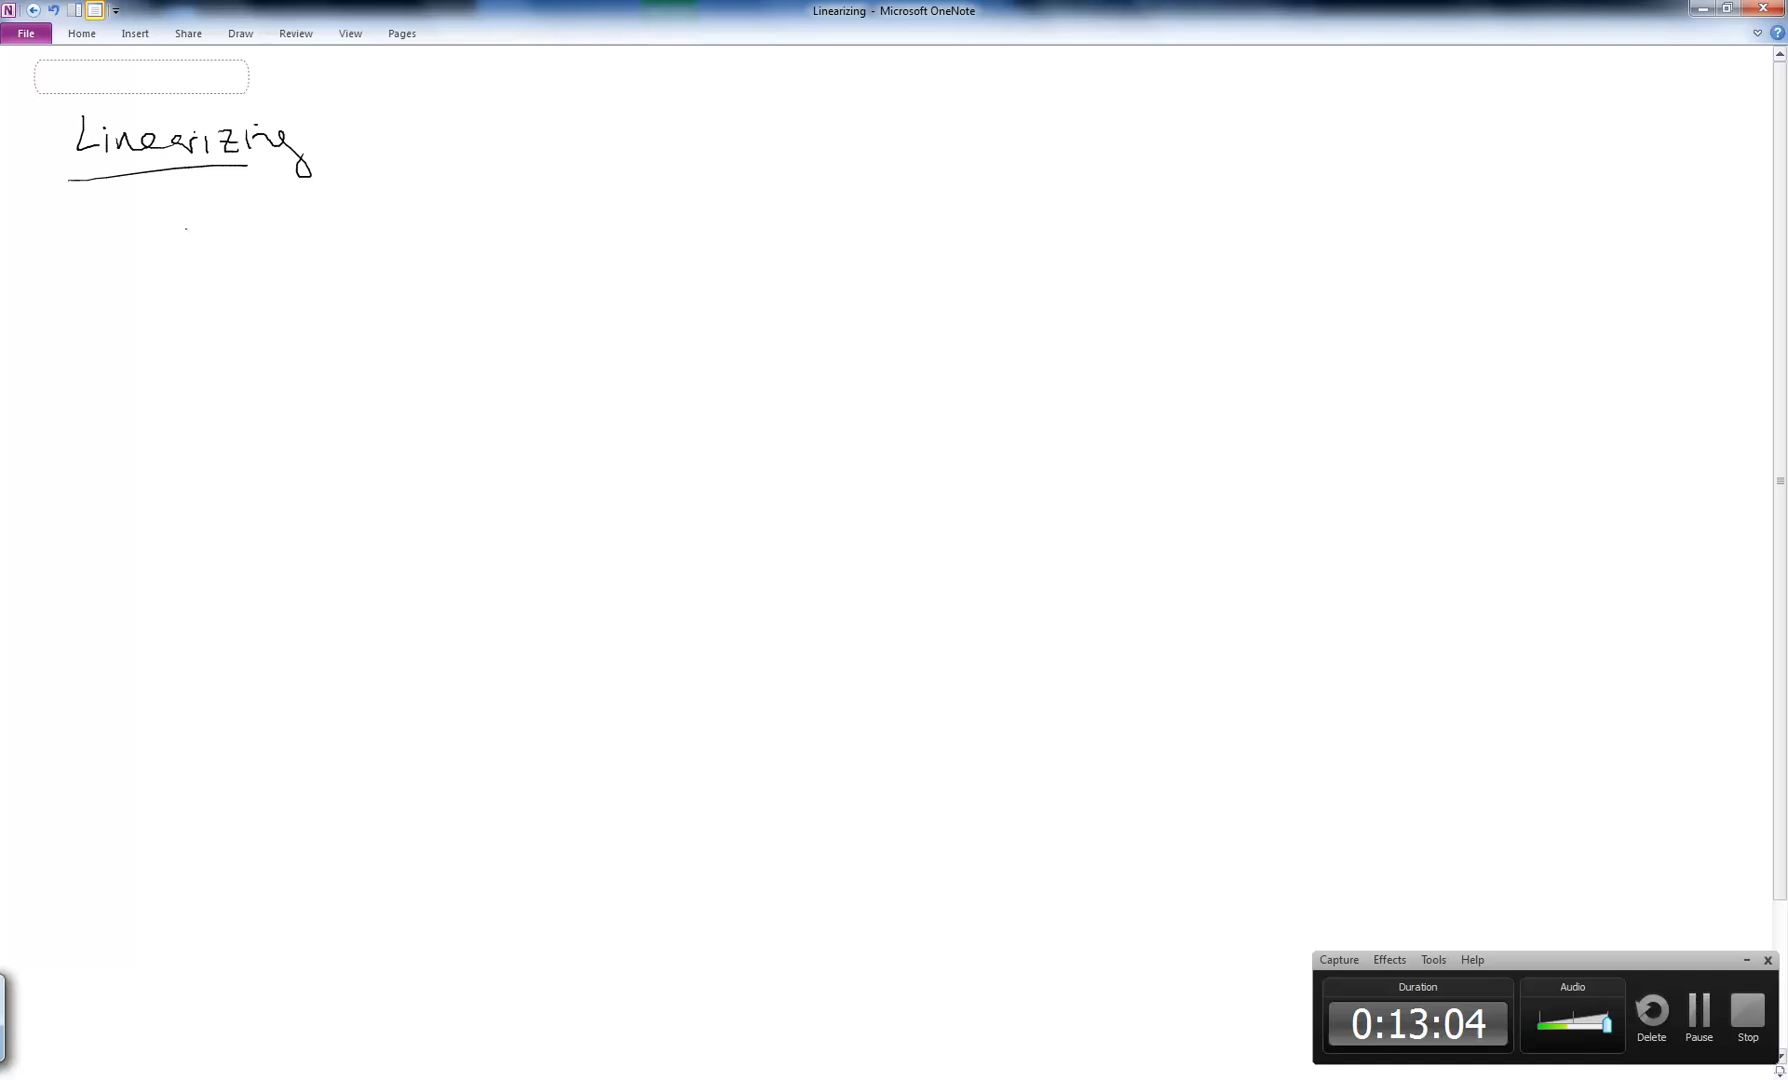 Linearizing - Microsoft OneNote
File Home Insert Share Draw Review View Pages
Linearizing
Capture Effects Tools Help
Duration Audio
0:13:04
Delete Pause Stop